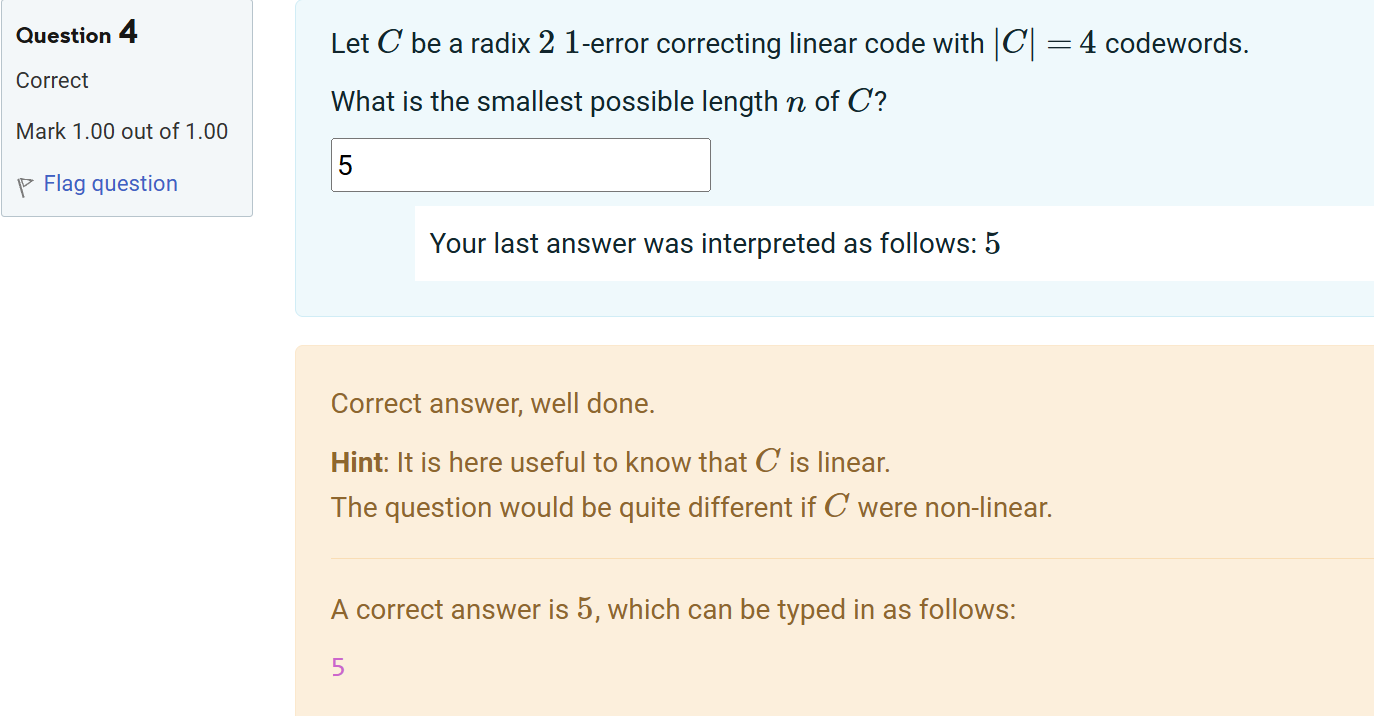 Question 4
Correct
Mark 1.00 out of 1.00
Flag question
Let C be a radix 2 1-error correcting linear code with |C| = 4 codewords.
What is the smallest possible length n of C?
5
Your last answer was interpreted as follows: 5
Correct answer, well done.
Hint: It is here useful to know that C is linear.
The question would be quite different if C were non-linear.
A correct answer is 5, which can be typed in as follows:
5